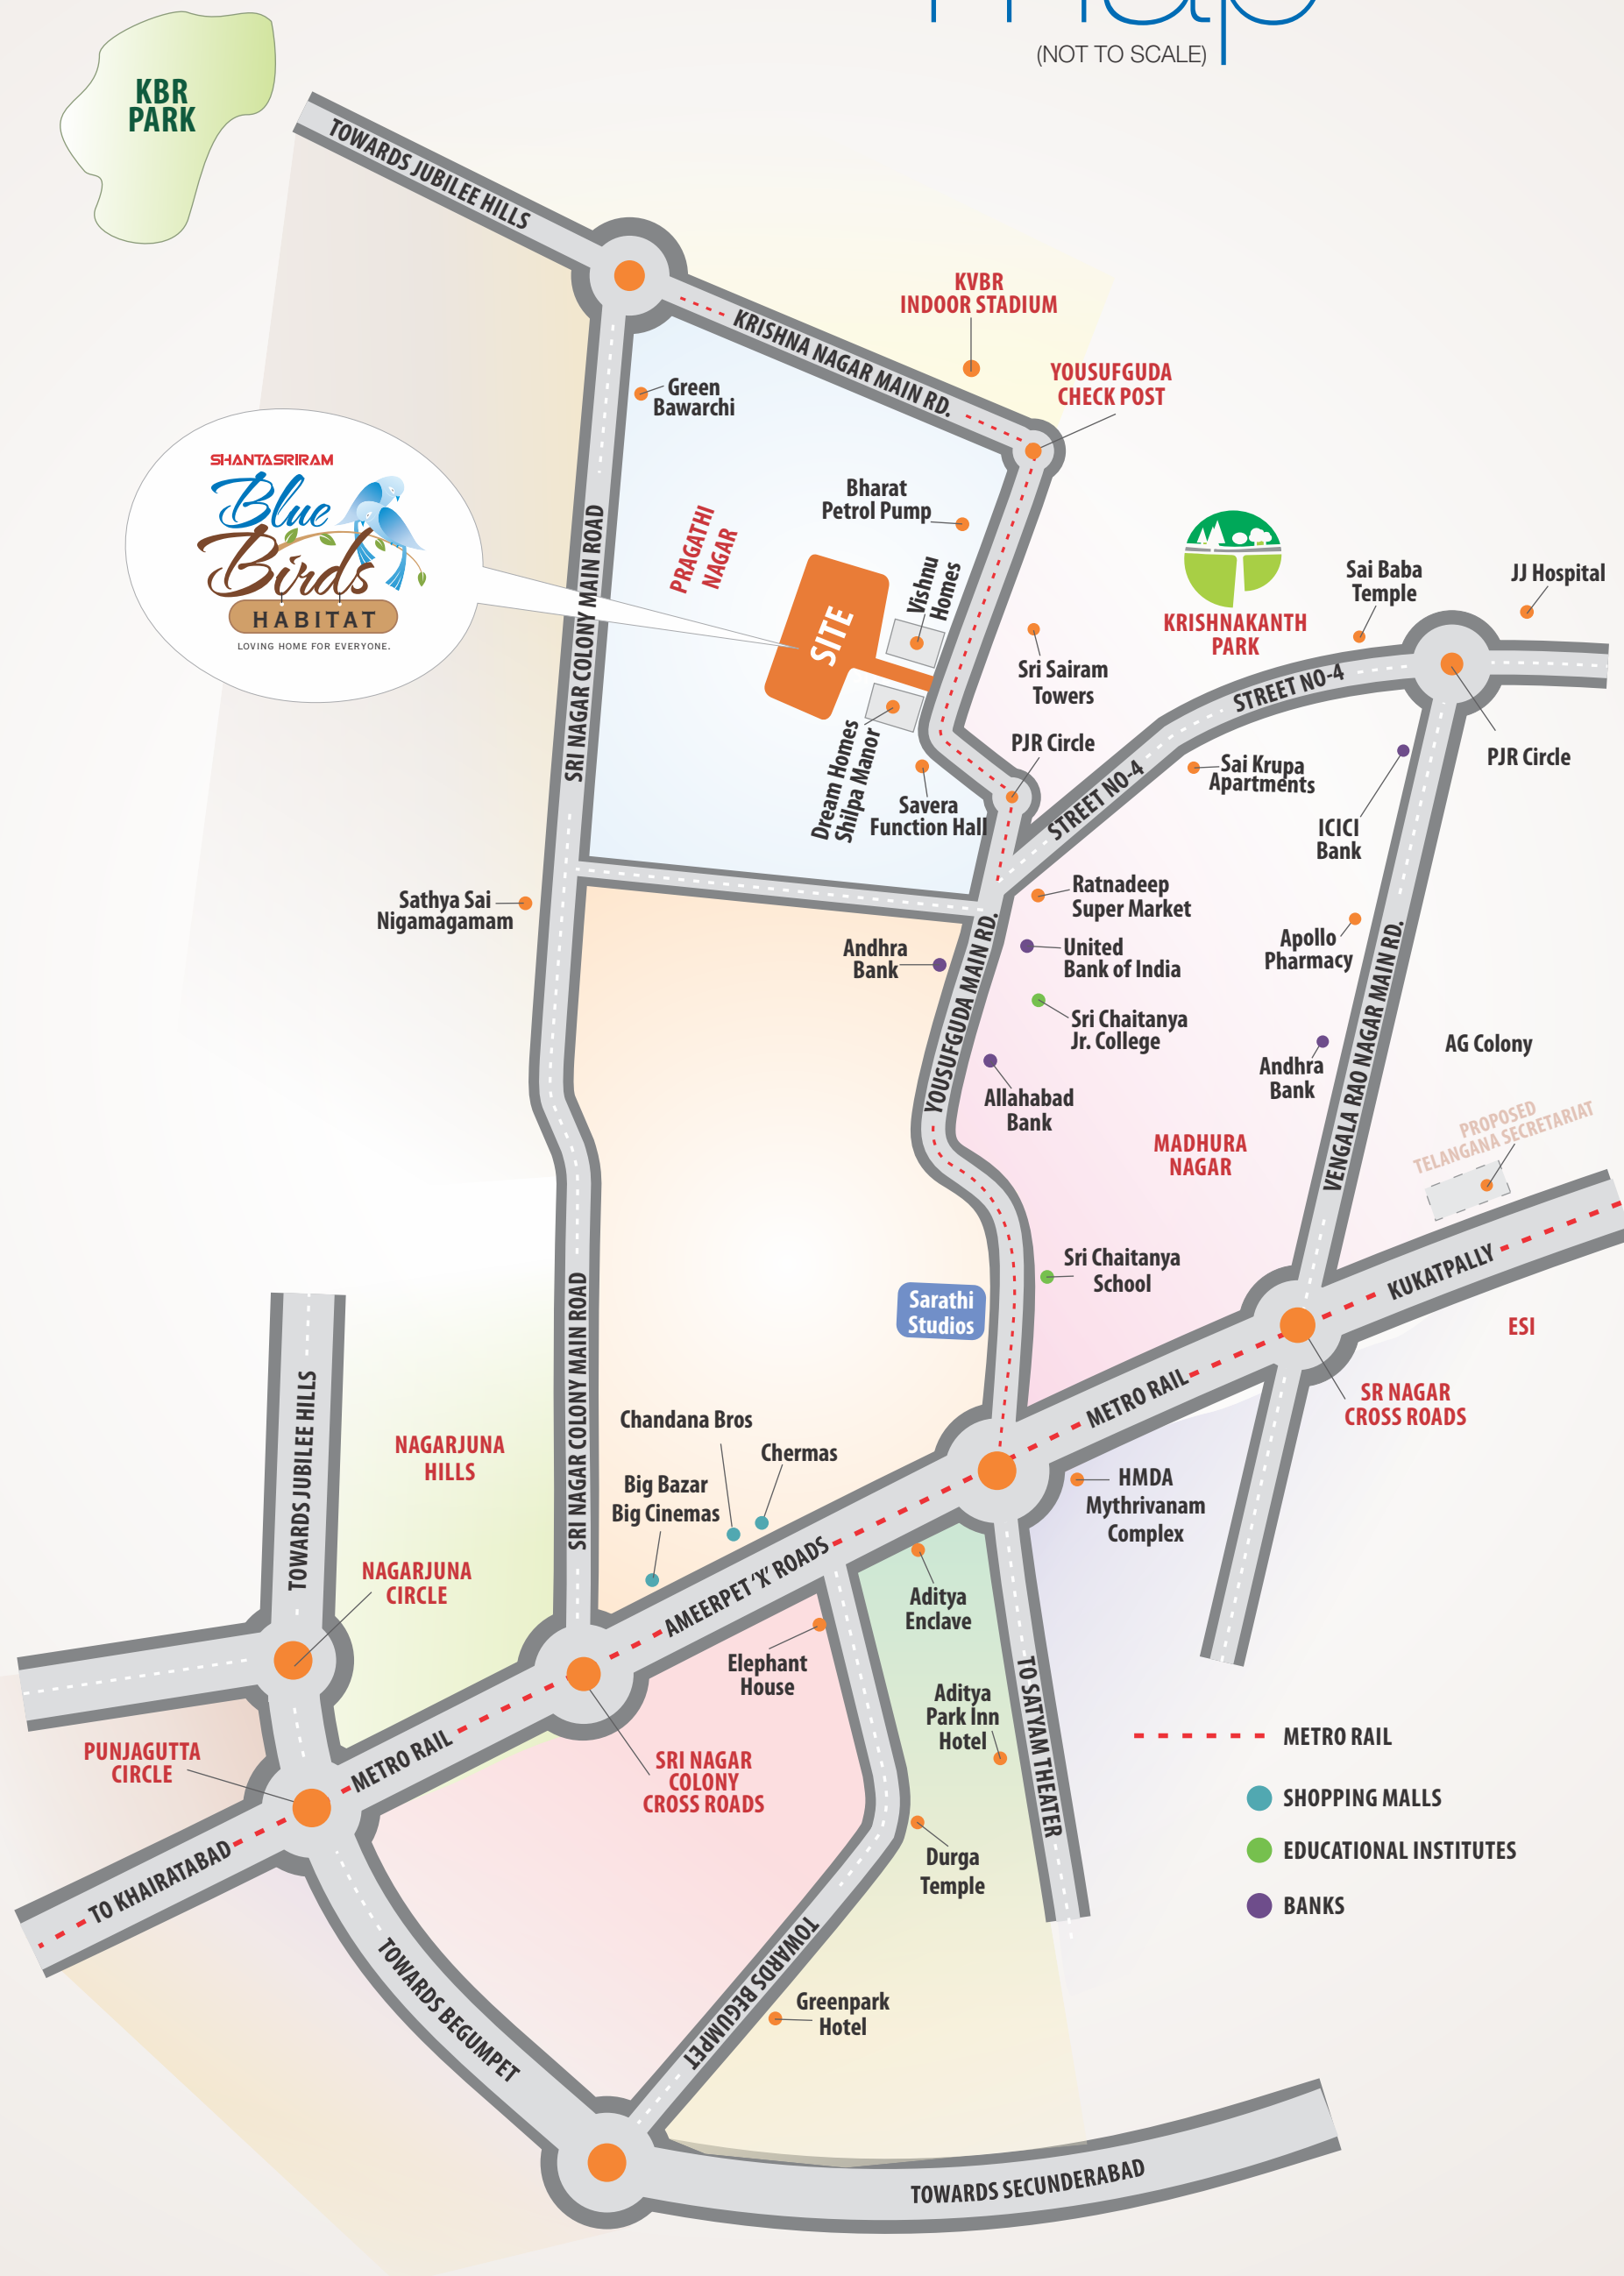 map
(NOT TO SCALE)
KBR
PARK
TOWARDS JUBILEE HILLS
KVBR
INDOOR STADIUM
KRISHNA NAGAR MAIN RD.
YOUSUFGUDA
CHECK POST
Green
Bawarchi
SHANTASRIRAM
Blue
Birds
HABITAT
LOVING HOME FOR EVERYONE.
SRI NAGAR COLONY MAIN ROAD
PRAGATHI
NAGAR
Bharat
Petrol Pump
SITE
Vishnu
Homes
Sri Sairam
Towers
KRISHNAKANTH
PARK
Sai Baba
Temple
JJ Hospital
STREET NO-4
PJR Circle
Dream Homes
Shilpa Manor
Savera
Function Hall
PJR Circle
STREET NO-4
Sai Krupa
Apartments
ICICI
Bank
Sathya Sai
Nigamagamam
Andhra
Bank
YOUSUFGUDA MAIN RD.
Ratnadeep
Super Market
United
Bank of India
Sri Chaitanya
Jr. College
Allahabad
Bank
Apollo
Pharmacy
Andhra
Bank
VENGALA RAO NAGAR MAIN RD.
AG Colony
PROPOSED
TELANGANA SECRETARIAT
MADHURA
NAGAR
Sri Chaitanya
School
Sarathi
Studios
KUKATPALLY
ESI
SR NAGAR
CROSS ROADS
METRO RAIL
SRI NAGAR COLONY MAIN ROAD
TOWARDS JUBILEE HILLS
NAGARJUNA
HILLS
NAGARJUNA
CIRCLE
Chandana Bros
Chermas
Big Bazar
Big Cinemas
AMEERPET ‘X’ ROADS
HMDA
Mythrivanam
Complex
Aditya
Enclave
Elephant
House
Aditya
Park Inn
Hotel
TO SATYAM THEATER
PUNJAGUTTA
CIRCLE
METRO RAIL
SRI NAGAR
COLONY
CROSS ROADS
TO KHAIRATABAD
Durga
Temple
TOWARDS BEGUMPET
TOWARDS BEGUMPET
Greenpark
Hotel
TOWARDS SECUNDERABAD
METRO RAIL
SHOPPING MALLS
EDUCATIONAL INSTITUTES
BANKS